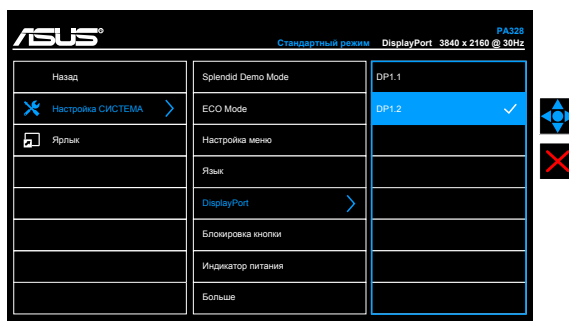 ASUS
PA328
Стандартный режим DisplayPort 3840 x 2160 @ 30Hz
Назад
Настройка СИСТЕМА
Ярлык
Splendid Demo Mode
ECO Mode
Настройка меню
Язык
DisplayPort
Блокировка кнопки
Индикатор питания
Больше
DP1.1
DP1.2